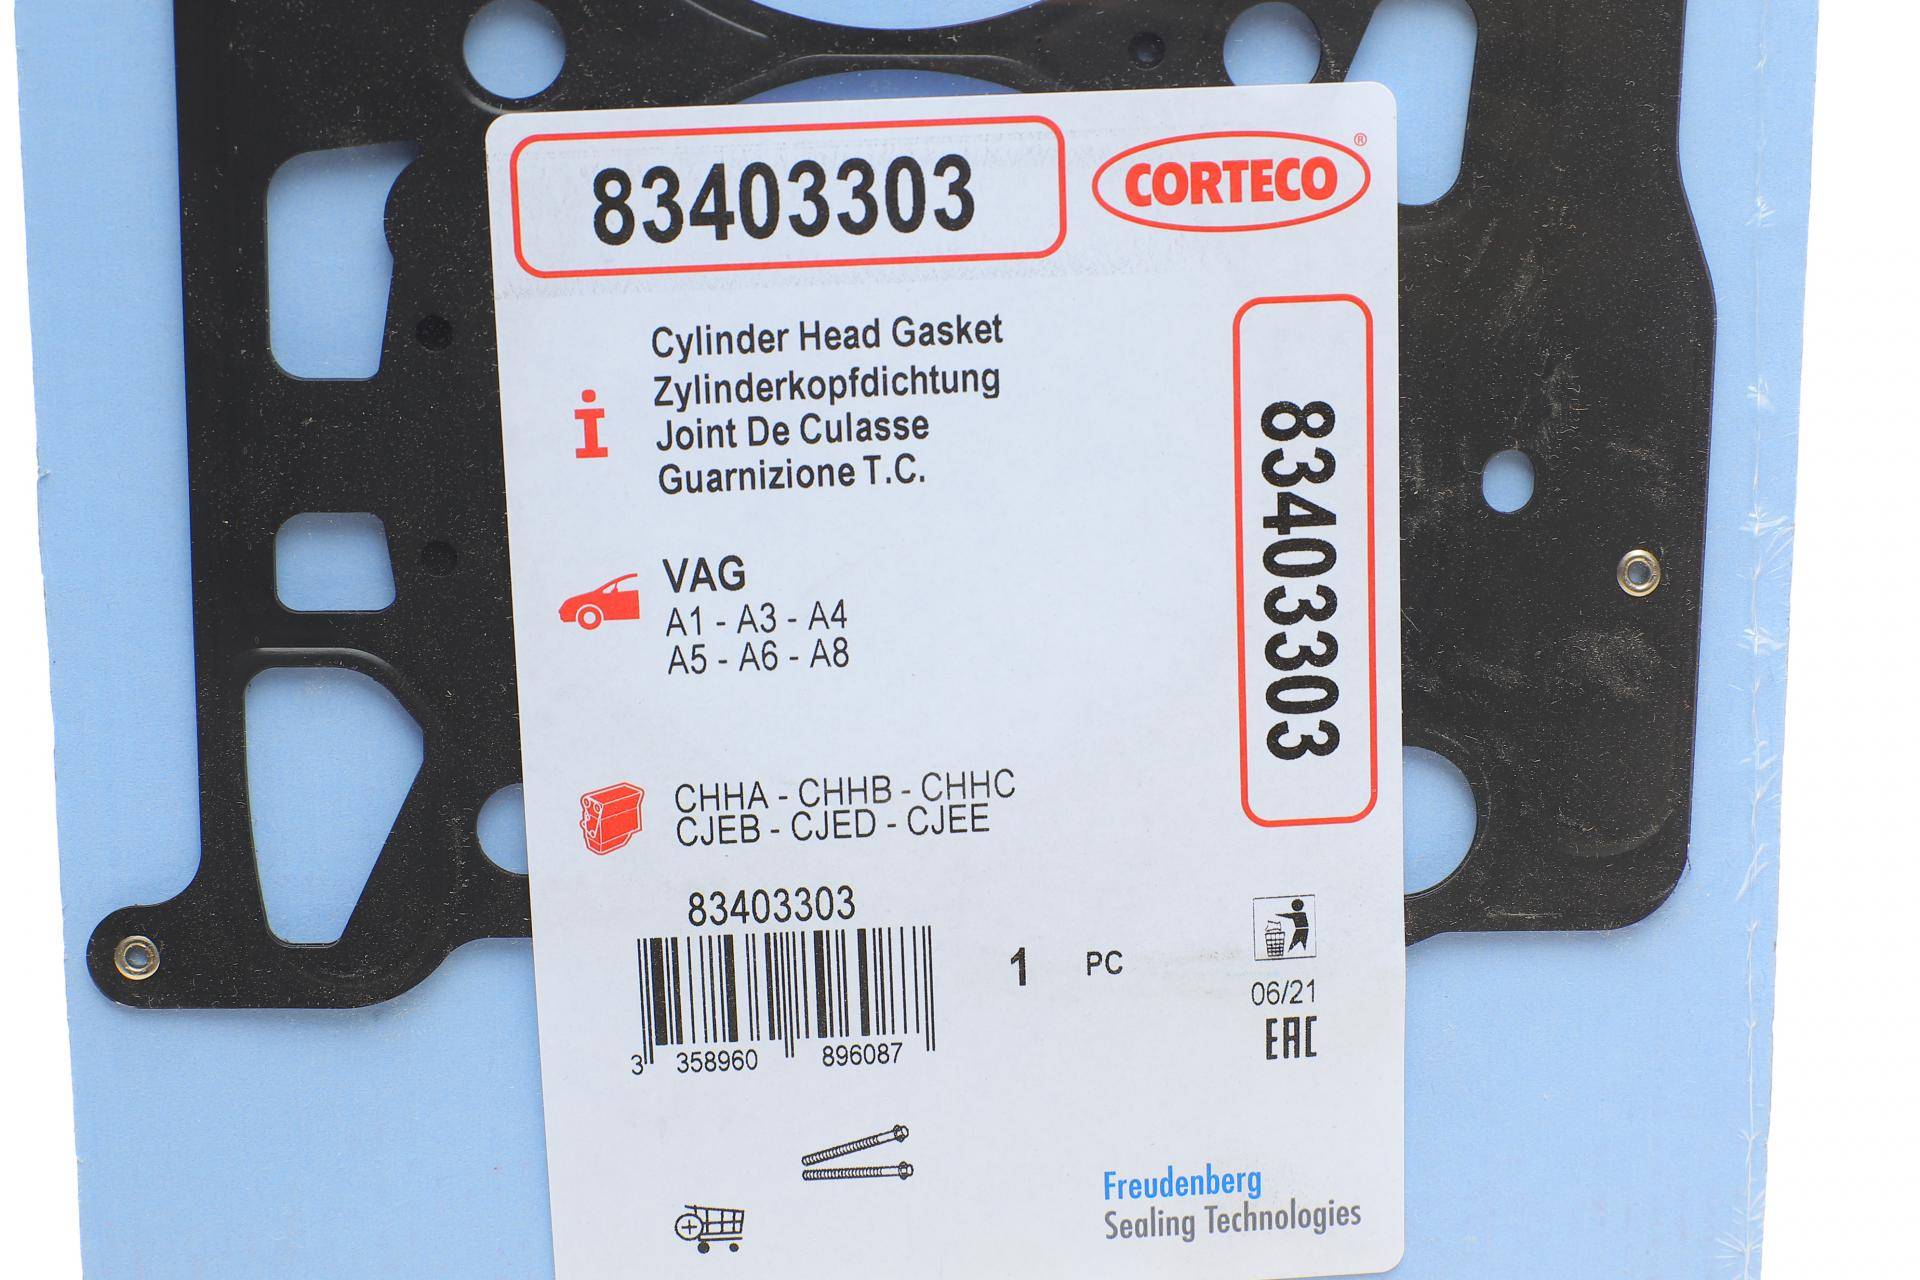 83403303
CORTECO®
Cylinder Head Gasket
Zylinderkopfdichtung
Joint De Culasse
Guarnizione T.C.
83403303
VAG
A1 - A3 - A4
A5 - A6 - A8
CHHA - CHHB - CHHC
CJEB - CJED - CJEE
83403303
3 358960 896087
1 PC
06/21
EAC
Freudenberg
Sealing Technologies